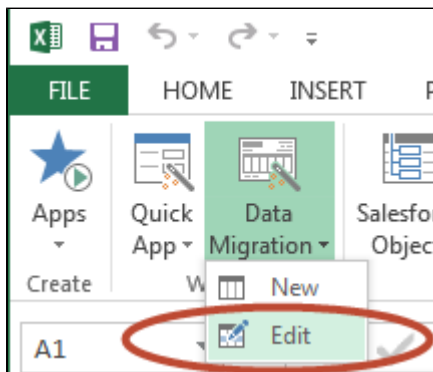 FILE HOME INSERT
Apps Quick App Data Migration
Create
New
Edit
A1